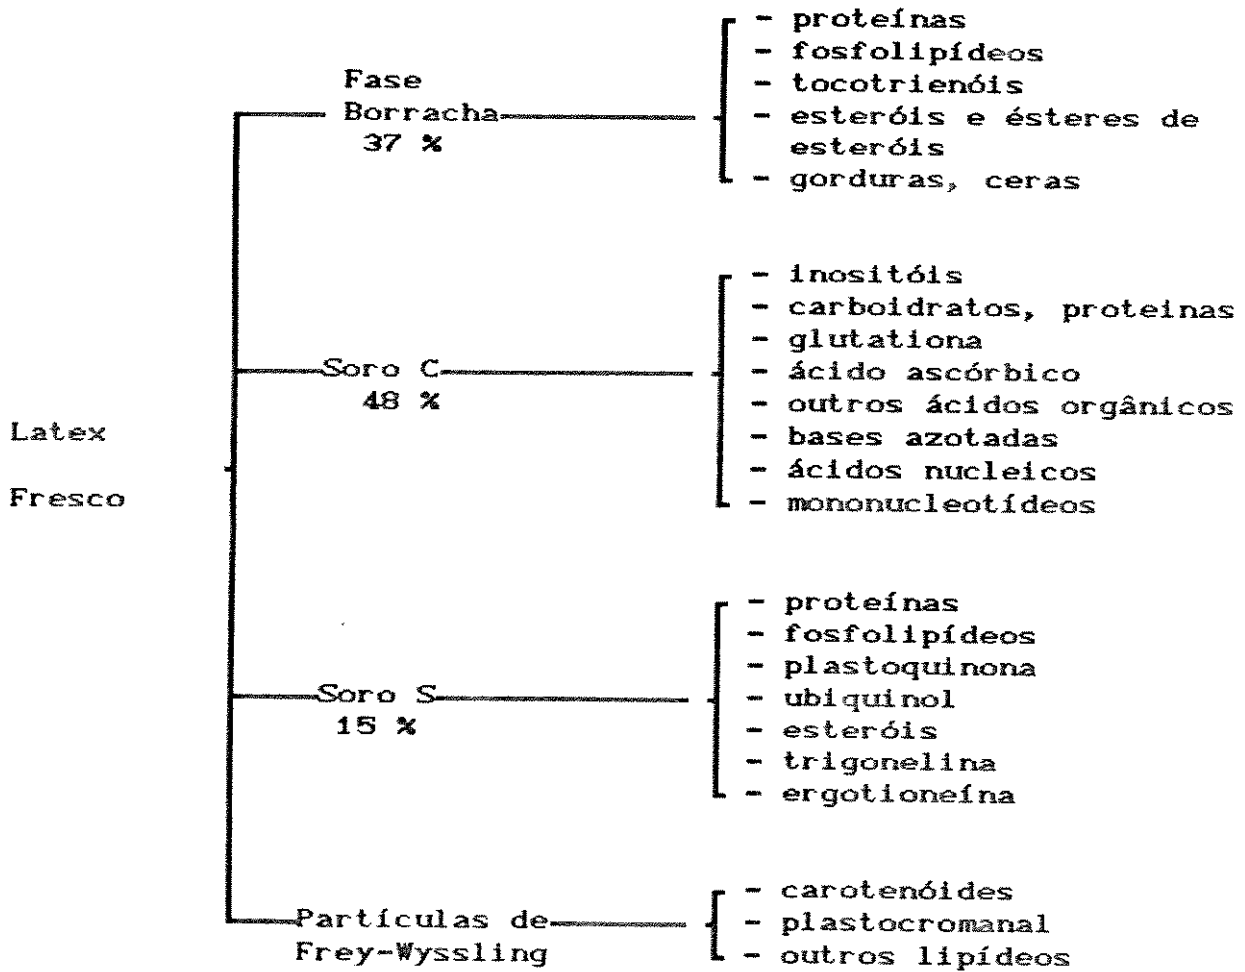 Latex
Fresco
Fase
Borracha
37 %
- proteínas
- fosfolipídeos
- tocotrienóis
- esteróis e ésteres de
esteróis
- gorduras, ceras
Soro C
48 %
- inositóis
- carboidratos, proteinas
- glutationa
- ácido ascórbico
- outros ácidos orgânicos
- bases azotadas
- ácidos nucleicos
- mononucleotídeos
Soro S
15 %
- proteínas
- fosfolipídeos
- plastoquinona
- ubiquinol
- esteróis
- trigonelina
- ergotioneína
Partículas de
Frey-Wyssling
- carotenóides
- plastocromanal
- outros lipídeos